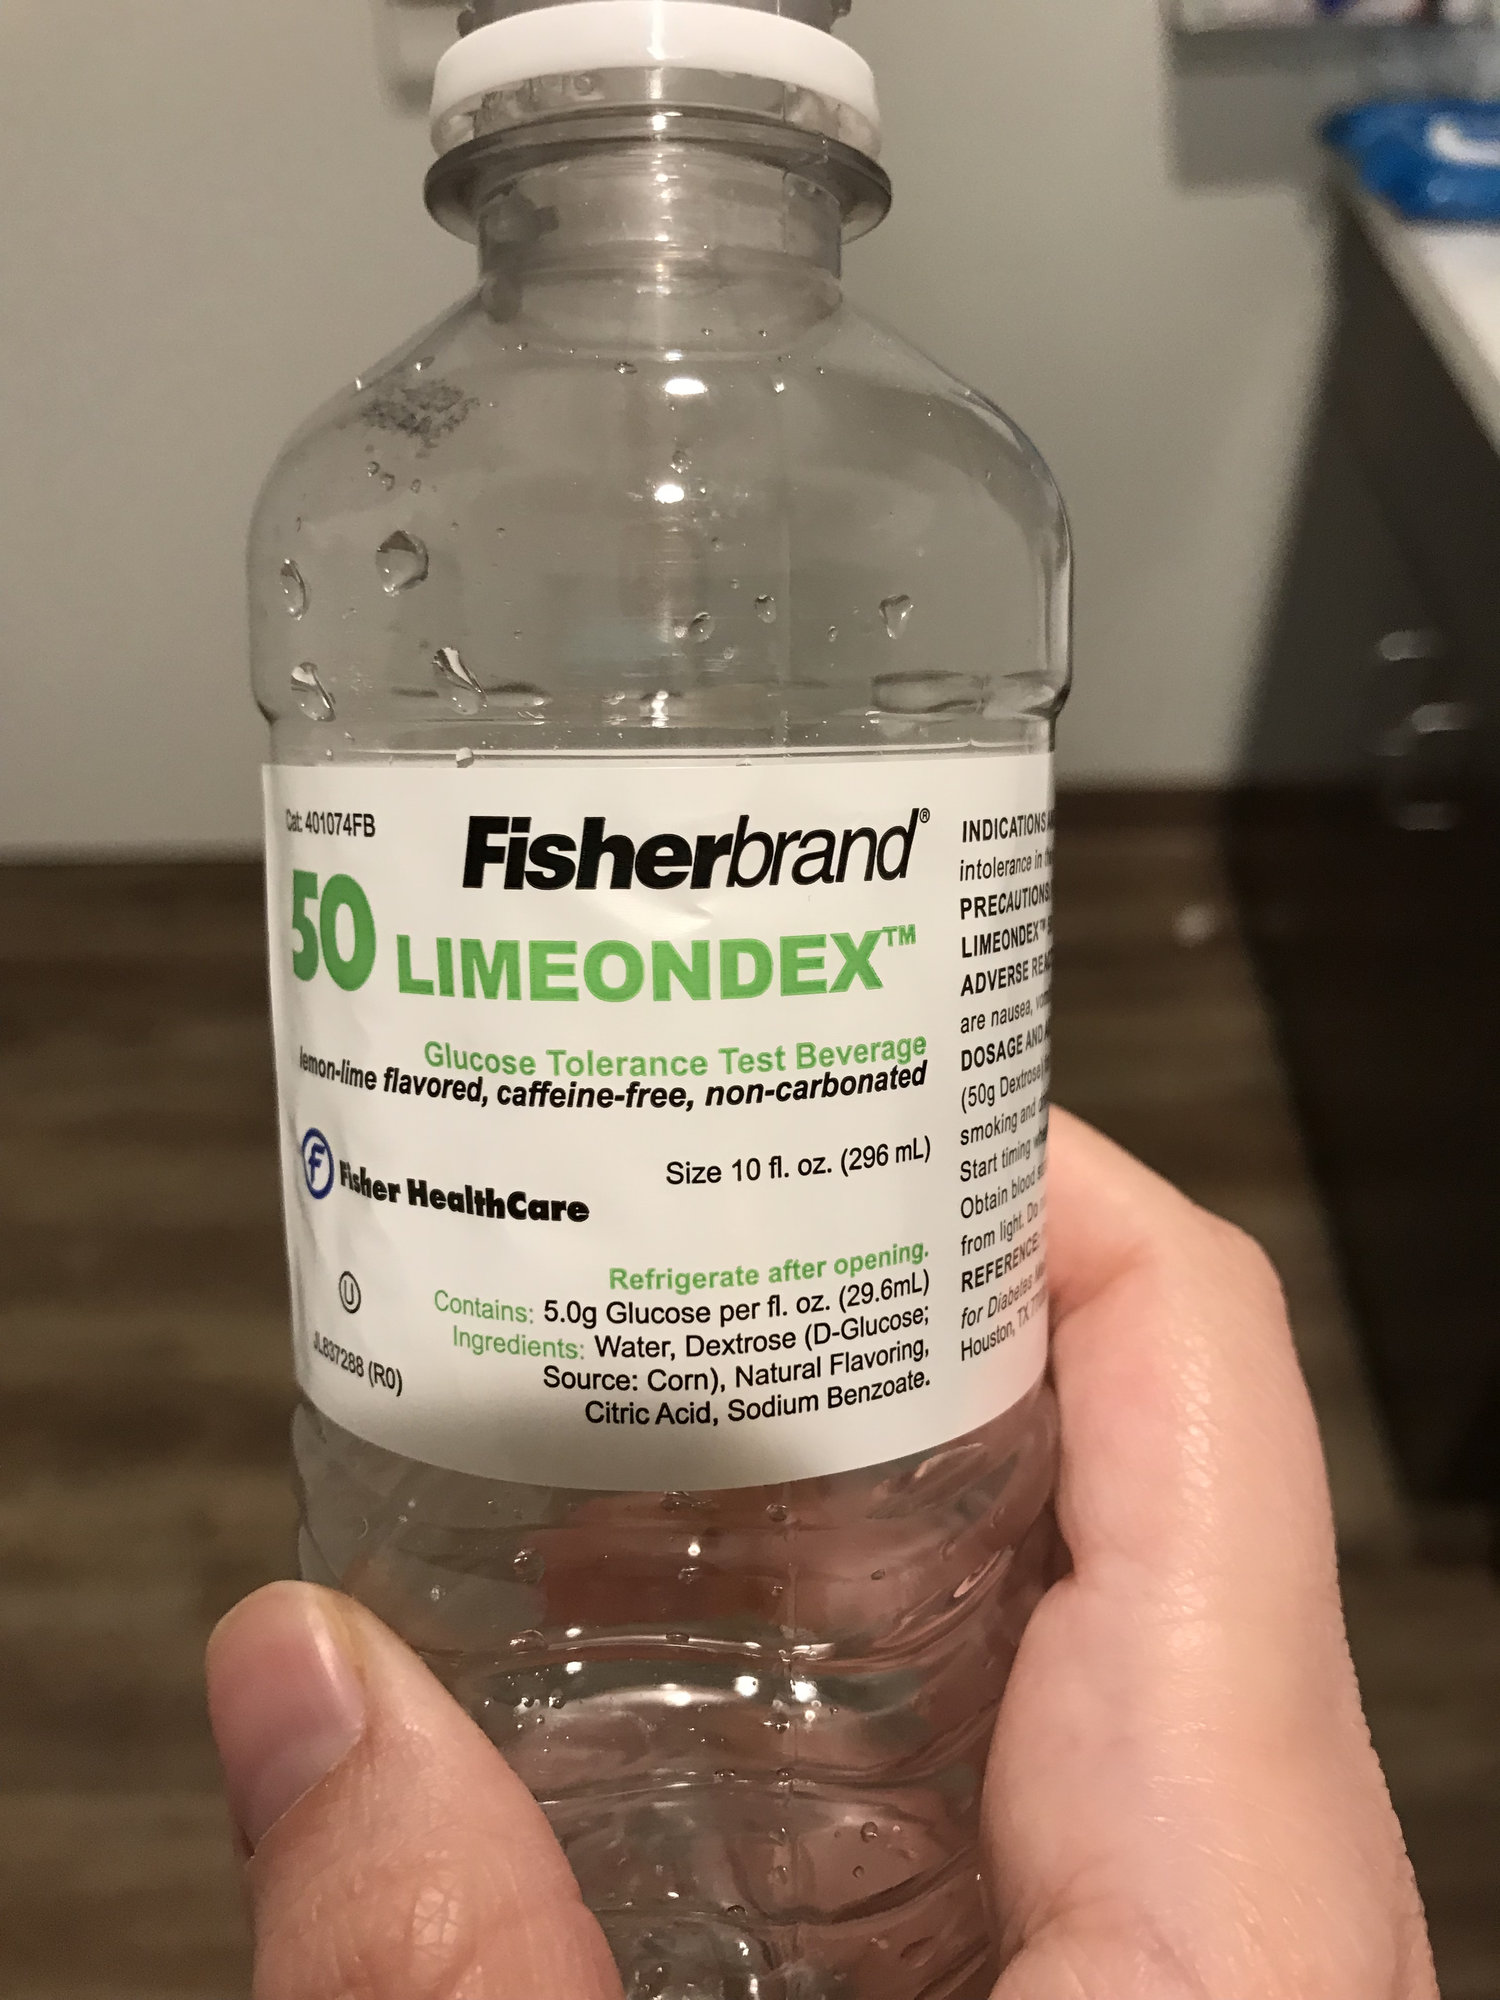 Cat: 401074FB
Fisherbrand®
50 LIMEONDEX™
Glucose Tolerance Test Beverage
lemon-lime flavored, caffeine-free, non-carbonated
Size 10 fl. oz. (296 mL)
f Fisher HealthCare
Refrigerate after opening.
Contains: 5.0g Glucose per fl. oz. (29.6mL)
Ingredients: Water, Dextrose (D-Glucose;
Source: Corn), Natural Flavoring,
Citric Acid, Sodium Benzoate.
U
JL837288 (R0)
INDICATIONS
intolerance in
PRECAUTIONS
LIMEONDEX™
ADVERSE
are nausea,
DOSAGE AND
(50g Dextrose)
smoking and
Start timing
Obtain blood
from light. Do
REFERENCE:
for Diabetes
Houston, TX